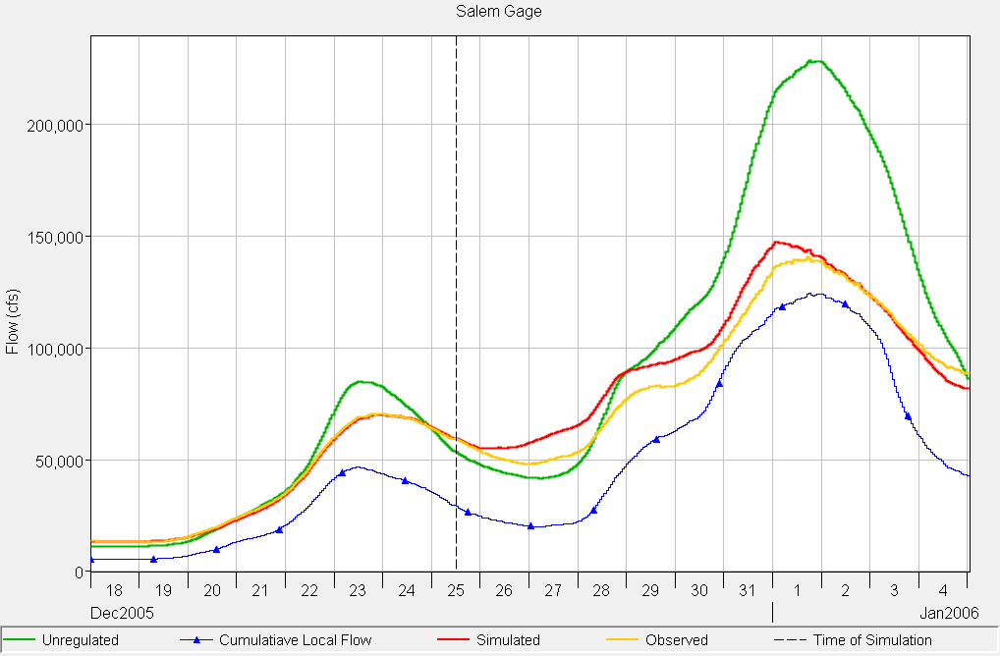 Salem Gage
200,000
150,000
100,000
50,000
0
Flow (cfs)
18 19 20 21 22 23 24 25 26 27 28 29 30 31 1 2 3 4
Dec2005 Jan2006
Unregulated Cumulatiave Local Flow Simulated Observed Time of Simulation